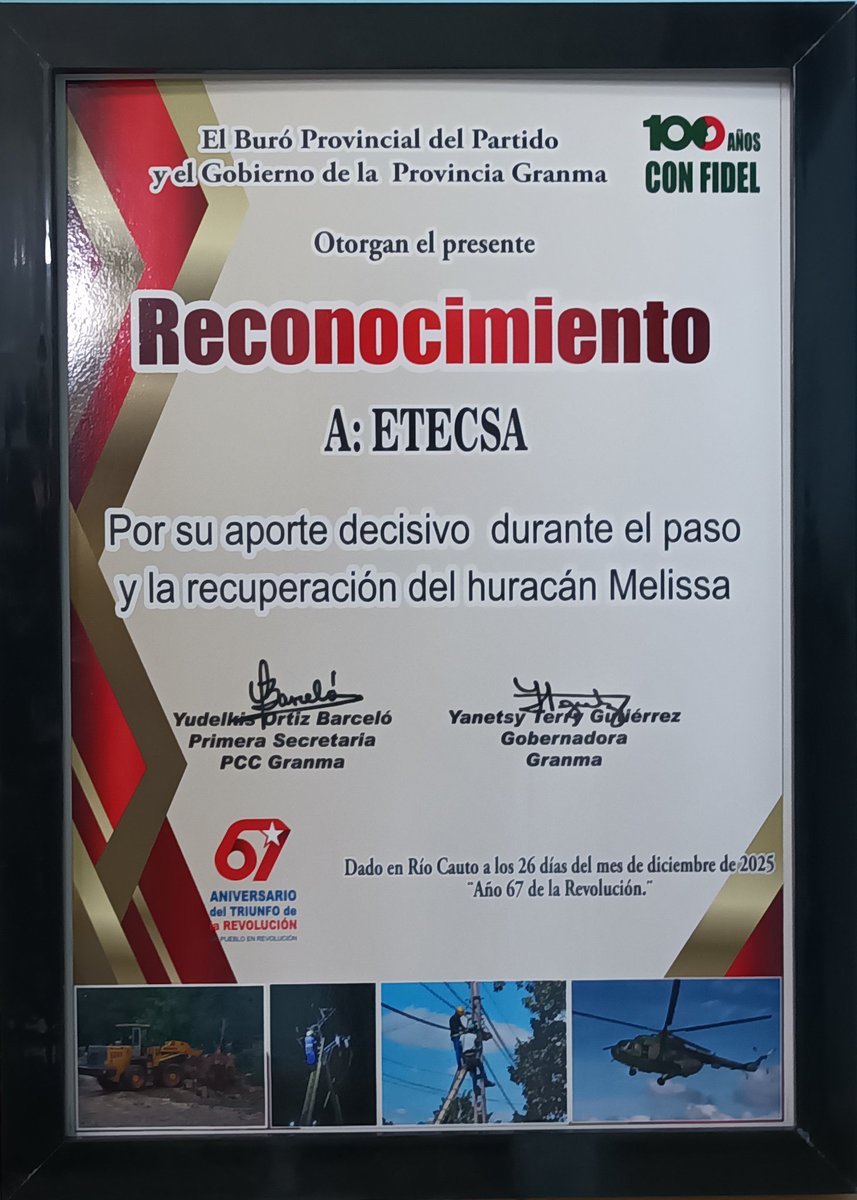 El Buró Provincial del Partido
y el Gobierno de la Provincia Granma
100 AÑOS
CON FIDEL
Otorgan el presente
Reconocimiento
A: ETECSA
Por su aporte decisivo durante el paso
y la recuperación del huracán Melissa
Yudelkis Ortiz Barceló
Primera Secretaria
PCC Granma
Yanetsy Terry Gutiérrez
Gobernadora
Granma
67
ANIVERSARIO
del TRIUNFO de
la REVOLUCIÓN
PUEBLO EN REVOLUCIÓN
Dado en Río Cauto a los 26 días del mes de diciembre de 2025
"Año 67 de la Revolución."